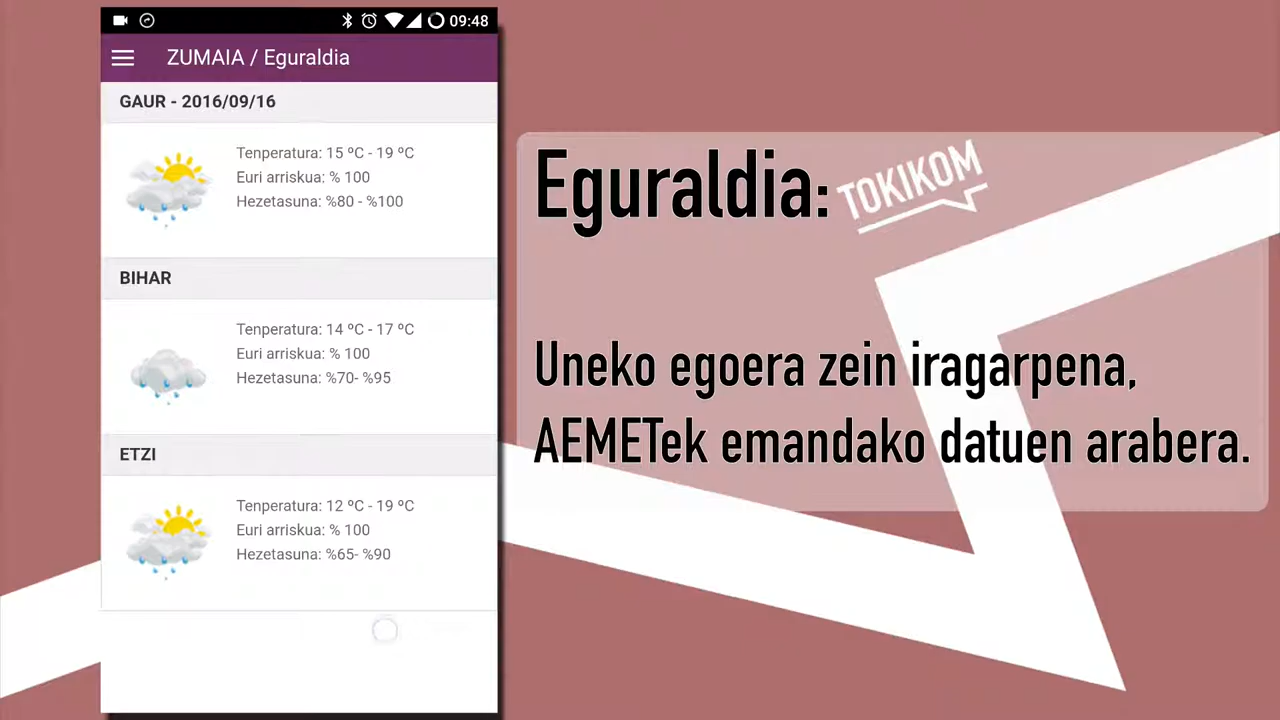 09:48
ZUMAIA / Eguraldia
GAUR - 2016/09/16
Tenperatura: 15 ºC - 19 ºC
Euri arriskua: % 100
Hezetasuna: %80 - %100
BIHAR
Tenperatura: 14 ºC - 17 ºC
Euri arriskua: % 100
Hezetasuna: %70- %95
ETZI
Tenperatura: 12 ºC - 19 ºC
Euri arriskua: % 100
Hezetasuna: %65- %90
Eguraldia:
TOKIKOM
Uneko egoera zein iragarpena,
AEMETek emandako datuen arabera.